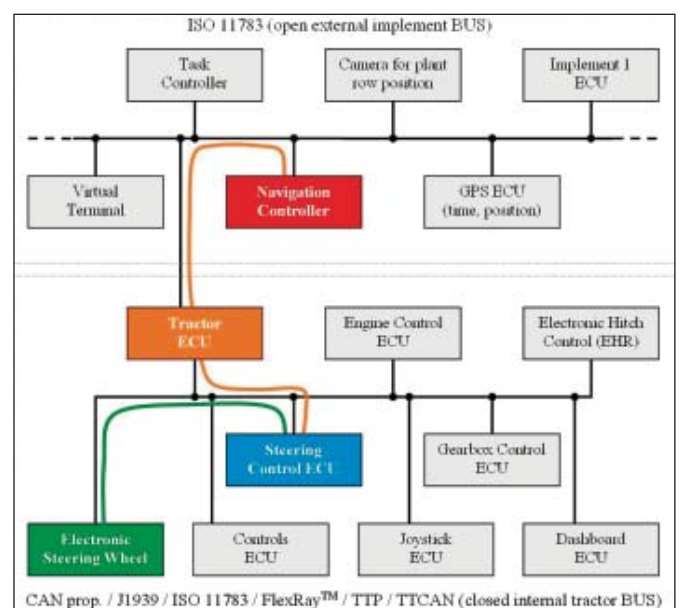 ISO 11783 (open external implement BUS)
Task
Controller
Camera for plant
row position
Implement 1
ECU
Virtual
Terminal
Navigation
Controller
GPS ECU
(time, position)
Tractor
ECU
Engine Control
ECU
Electronic Hitch
Control (EHR)
Steering
Control ECU
Gearbox Control
ECU
Electronic
Steering Wheel
Controls
ECU
Joystick
ECU
Dashboard
ECU
CAN prop. / J1939 / ISO 11783 / FlexRay™ / TTP / TTCAN (closed internal tractor BUS)